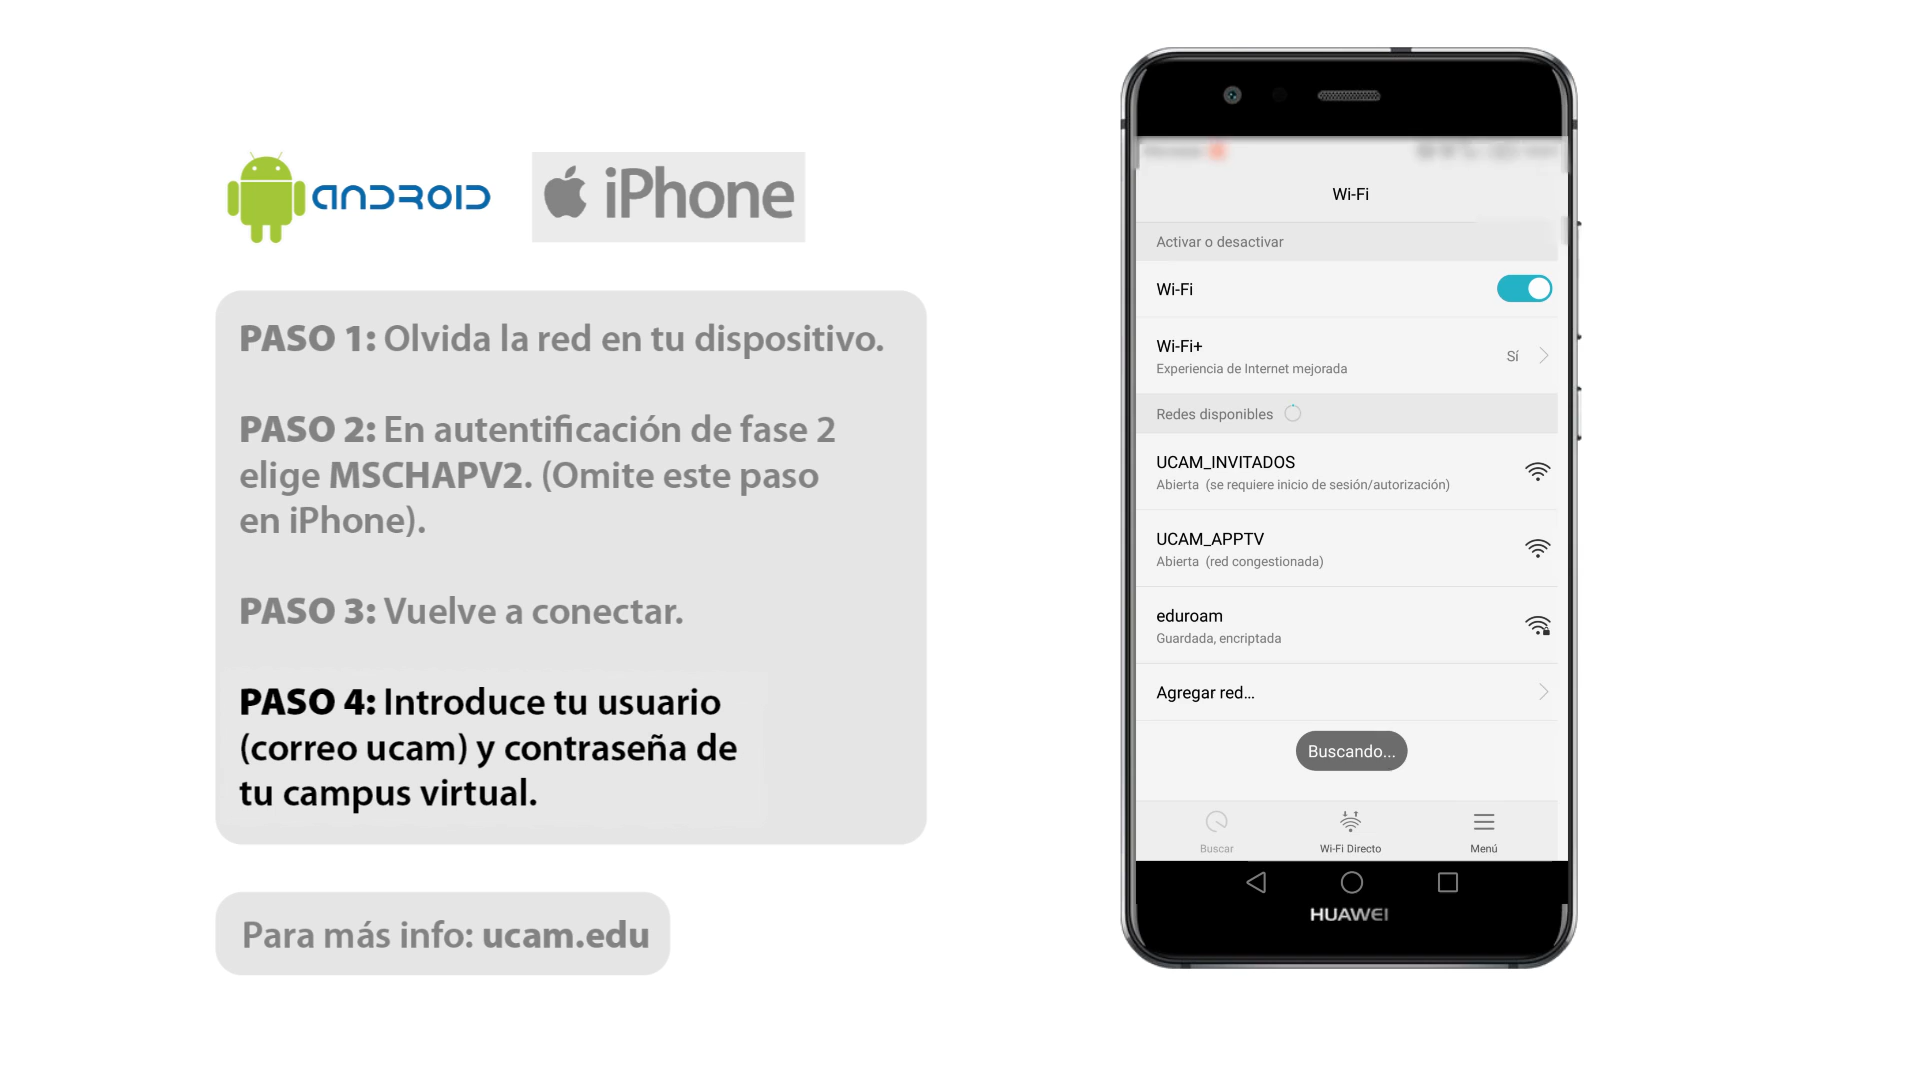 ANDROID
iPhone
PASO 1: Olvida la red en tu dispositivo.
PASO 2: En autentificación de fase 2
elige MSCHAPV2. (Omite este paso
en iPhone).
PASO 3: Vuelve a conectar.
PASO 4: Introduce tu usuario
(correo ucam) y contraseña de
tu campus virtual.
Para más info: ucam.edu
Wi-Fi
Activar o desactivar
Wi-Fi
Wi-Fi+
Experiencia de Internet mejorada
Sí
Redes disponibles
UCAM_INVITADOS
Abierta (se requiere inicio de sesión/autorización)
UCAM_APPTV
Abierta (red congestionada)
eduroam
Guardada, encriptada
Agregar red...
Buscando...
Buscar
Wi-Fi Directo
Menú
HUAWEI